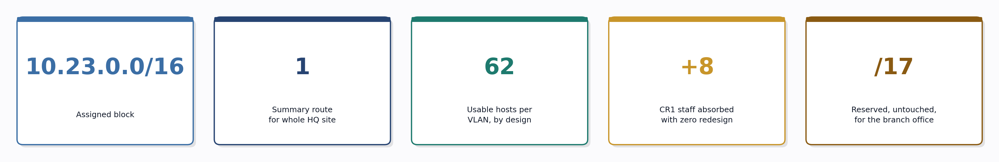 10.23.0.0/16
Assigned block
1
Summary route
for whole HQ site
62
Usable hosts per
VLAN, by design
+8
CR1 staff absorbed
with zero redesign
/17
Reserved, untouched,
for the branch office